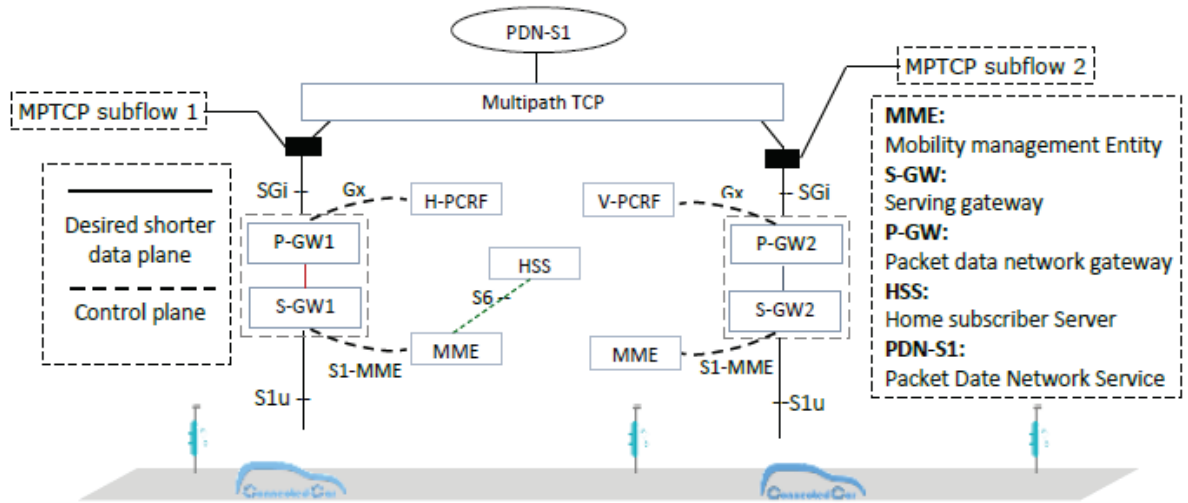 PDN-S1
MPTCP subflow 2
Multipath TCP
MPTCP subflow 1
SGi
Gx
H-PCRF
V-PCRF
Gx
SGi
Desired shorter
data plane
Control plane
P-GW1
S-GW1
HSS
S6
MME
S1-MME
S1u
P-GW2
S-GW2
MME
S1-MME
S1u
MME:
Mobility management Entity
S-GW:
Serving gateway
P-GW:
Packet data network gateway
HSS:
Home subscriber Server
PDN-S1:
Packet Date Network Service
Connected Car
Connected Car